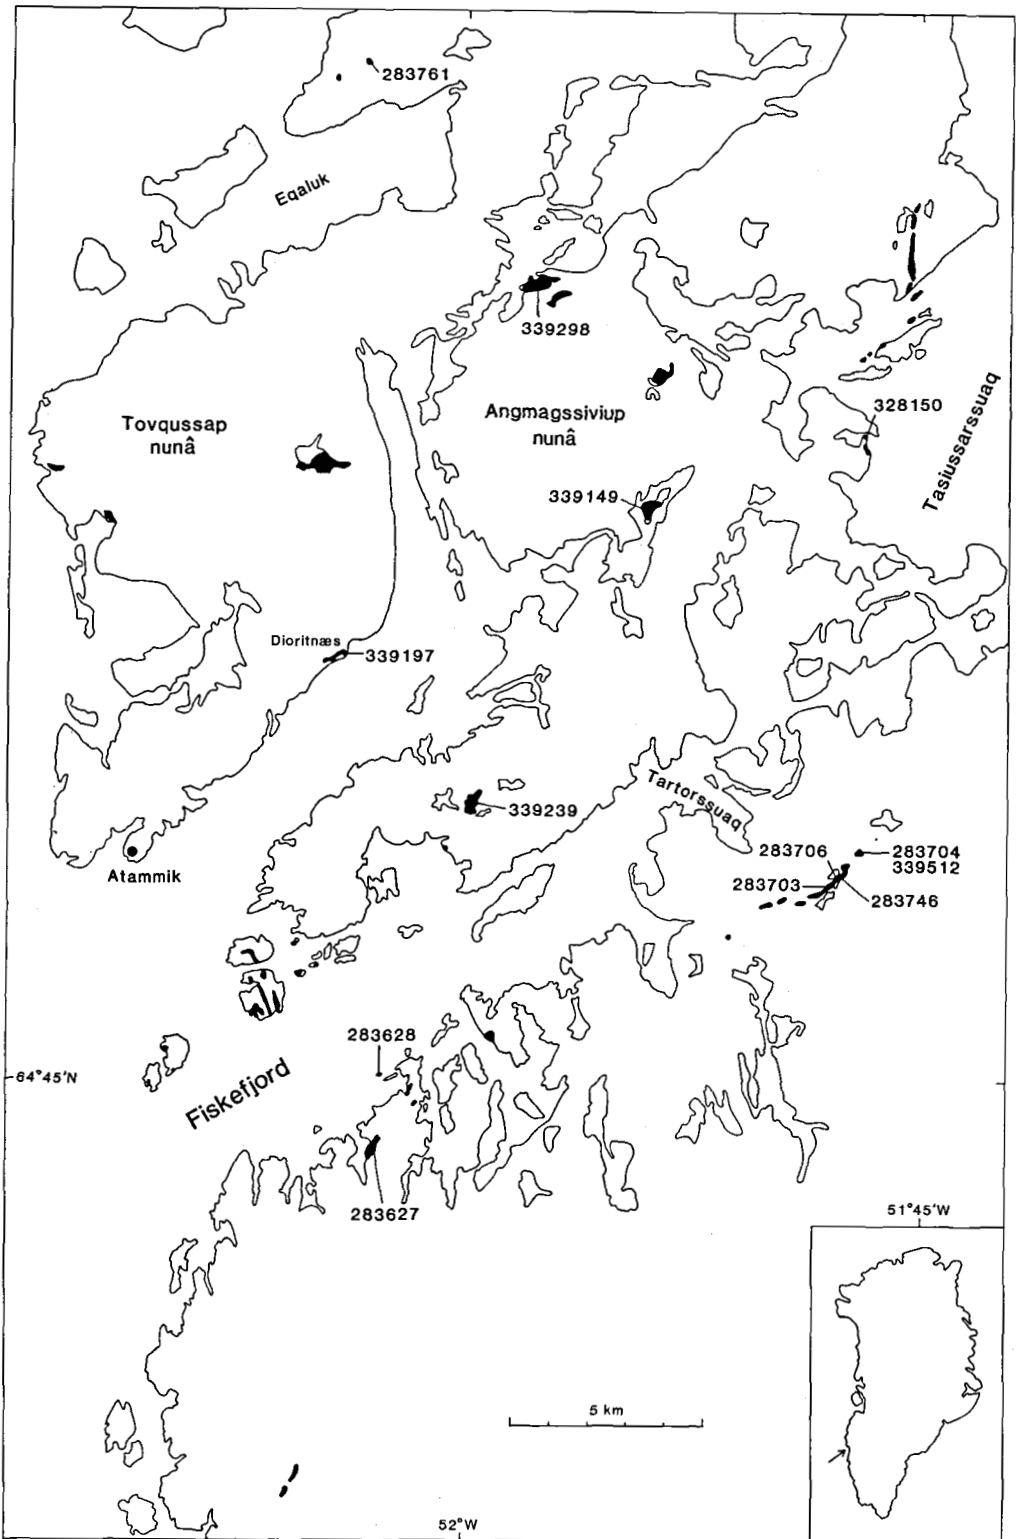 283761
Eqaluk
339298
Tovqussap
nunâ
Angmagssiviup
nunâ
328150
Tasiussarssuaq
339149
Dioritnæs
339197
Tartorssuaq
339239
283706
283704
339512
283703
283746
Atammik
283628
64°45'N
Fiskefjord
283627
51°45'W
5 km
52°W